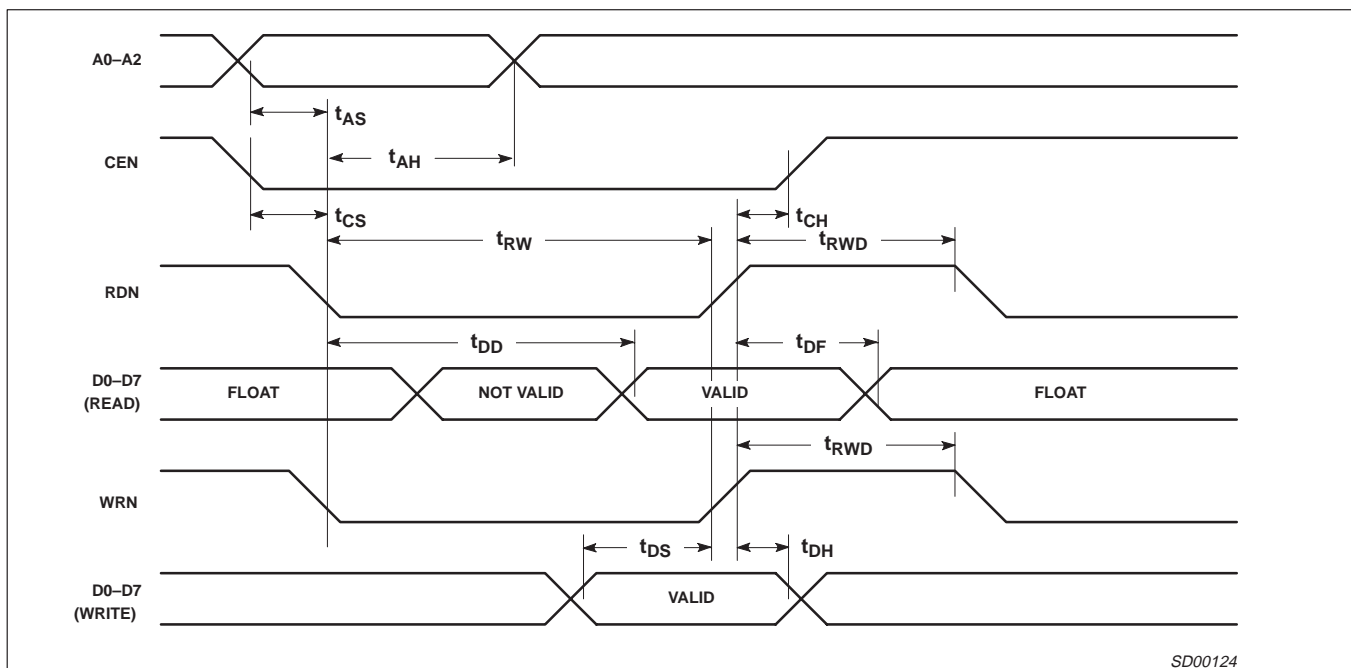 A0–A2
tAS
tAH
CEN
tCS
tCH
tRW
tRWD
RDN
tDD
tDF
D0–D7
(READ)
FLOAT
NOT VALID
VALID
FLOAT
tRWD
WRN
tDS
tDH
D0–D7
(WRITE)
VALID
SD00124